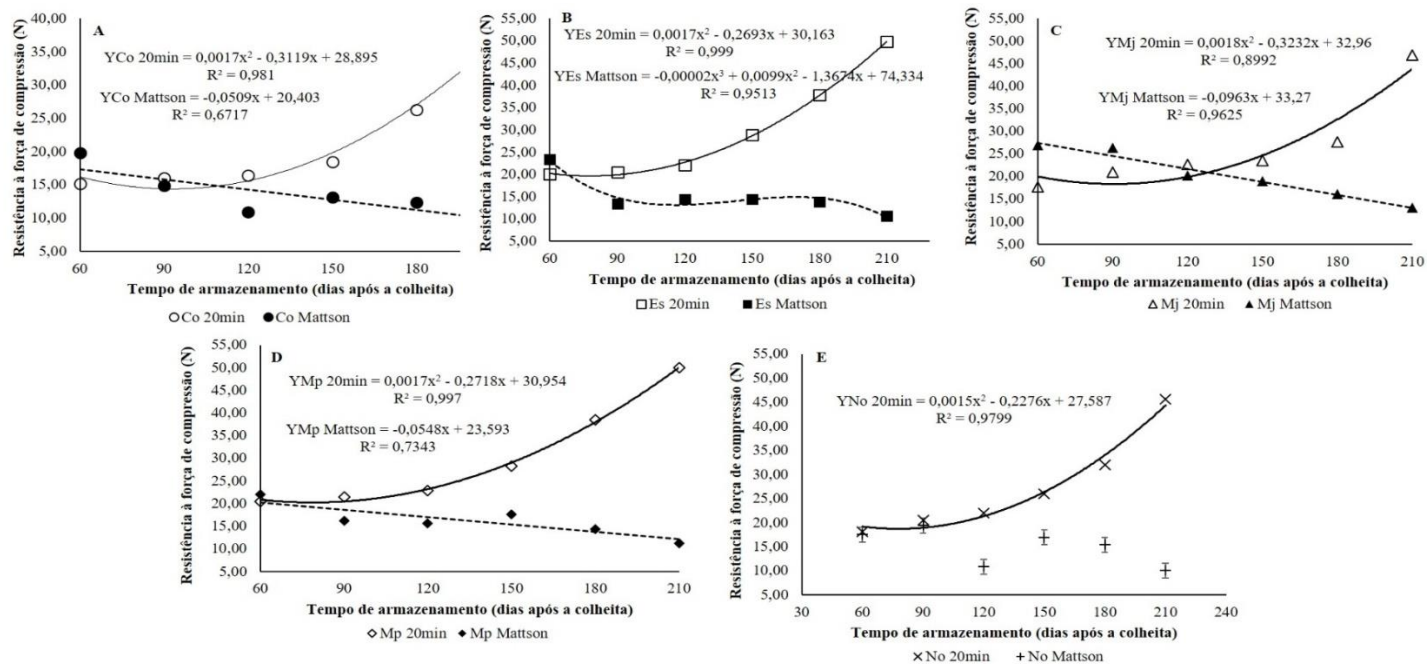 A
Resistência à força de compressão (N)
40,00
35,00
30,00
25,00
20,00
15,00
10,00
5,00
YCo 20min = 0,0017x² - 0,3119x + 28,895
R² = 0,981
YCo Mattson = -0,0509x + 20,403
R² = 0,6717
60 90 120 150 180
Tempo de armazenamento (dias após a colheita)
Co 20min Co Mattson
B
Resistência à força de compressão (N)
55,00
50,00
45,00
40,00
35,00
30,00
25,00
20,00
15,00
10,00
5,00
YEs 20min = 0,0017x² - 0,2693x + 30,163
R² = 0,999
YEs Mattson = -0,00002x³ + 0,0099x² - 1,3674x + 74,334
R² = 0,9513
60 90 120 150 180 210
Tempo de armazenamento (dias após a colheita)
Es 20min Es Mattson
C
Resistência à força de compressão (N)
55,00
50,00
45,00
40,00
35,00
30,00
25,00
20,00
15,00
10,00
5,00
YMj 20min = 0,0018x² - 0,3232x + 32,96
R² = 0,8992
YMj Mattson = -0,0963x + 33,27
R² = 0,9625
60 90 120 150 180 210
Tempo de armazenamento (dias após a colheita)
Mj 20min Mj Mattson
D
Resistência à força de compressão (N)
55,00
50,00
45,00
40,00
35,00
30,00
25,00
20,00
15,00
10,00
5,00
YMp 20min = 0,0017x² - 0,2718x + 30,954
R² = 0,997
YMp Mattson = -0,0548x + 23,593
R² = 0,7343
60 90 120 150 180 210
Tempo de armazenamento (dias após a colheita)
Mp 20min Mp Mattson
E
Resistência à força de compressão (N)
55,00
50,00
45,00
40,00
35,00
30,00
25,00
20,00
15,00
10,00
5,00
YNo 20min = 0,0015x² - 0,2276x + 27,587
R² = 0,9799
30 60 90 120 150 180 210 240
Tempo de armazenamento (dias após a colheita)
No 20min No Mattson